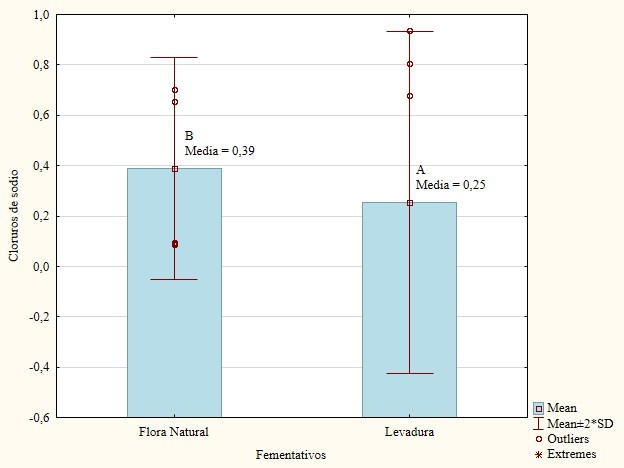 1,0
0,8
0,6
0,4
0,2
0,0
-0,2
-0,4
-0,6
Cloruros de sodio
B
Media = 0,39
A
Media = 0,25
Flora Natural
Levadura
Fementativos
Mean
Mean±2*SD
Outliers
Extremes